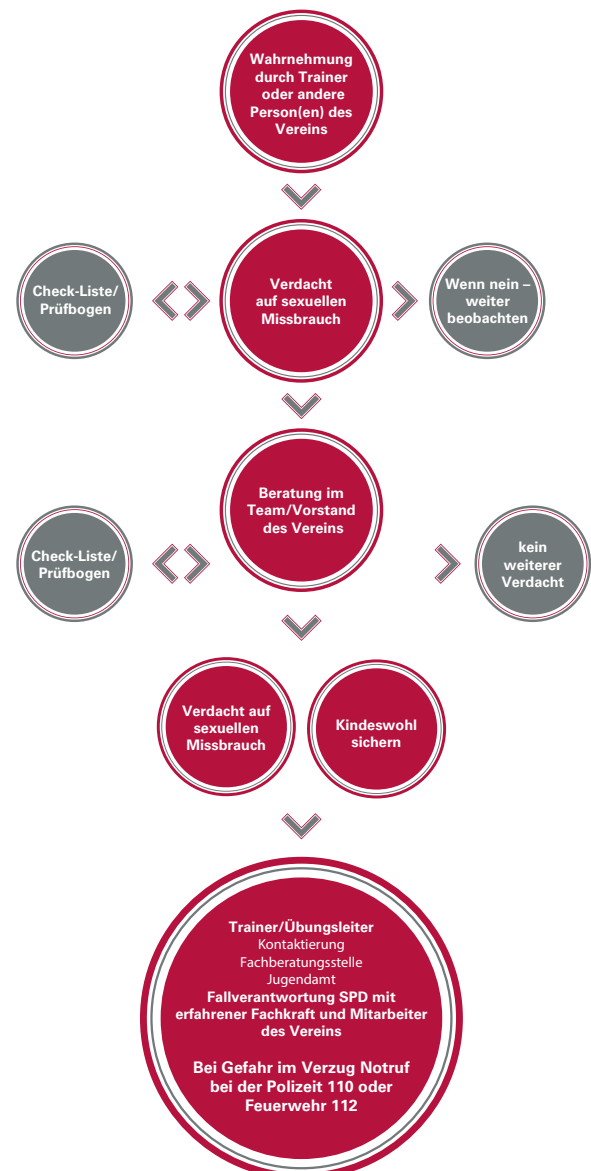 Wahrnehmung
durch Trainer
oder andere
Person(en) des
Vereins
Check-Liste/
Prüfbogen
Verdacht
auf sexuellen
Missbrauch
Wenn nein –
weiter
beobachten
Beratung im
Team/Vorstand
des Vereins
Check-Liste/
Prüfbogen
kein
weiterer
Verdacht
Verdacht auf
sexuellen
Missbrauch
Kindeswohl
sichern
Trainer/Übungsleiter
Kontaktierung
Fachberatungsstelle
Jugendamt
Fallverantwortung SPD mit
erfahrener Fachkraft und Mitarbeiter
des Vereins
Bei Gefahr im Verzug Notruf
bei der Polizeit 110 oder
Feuerwehr 112